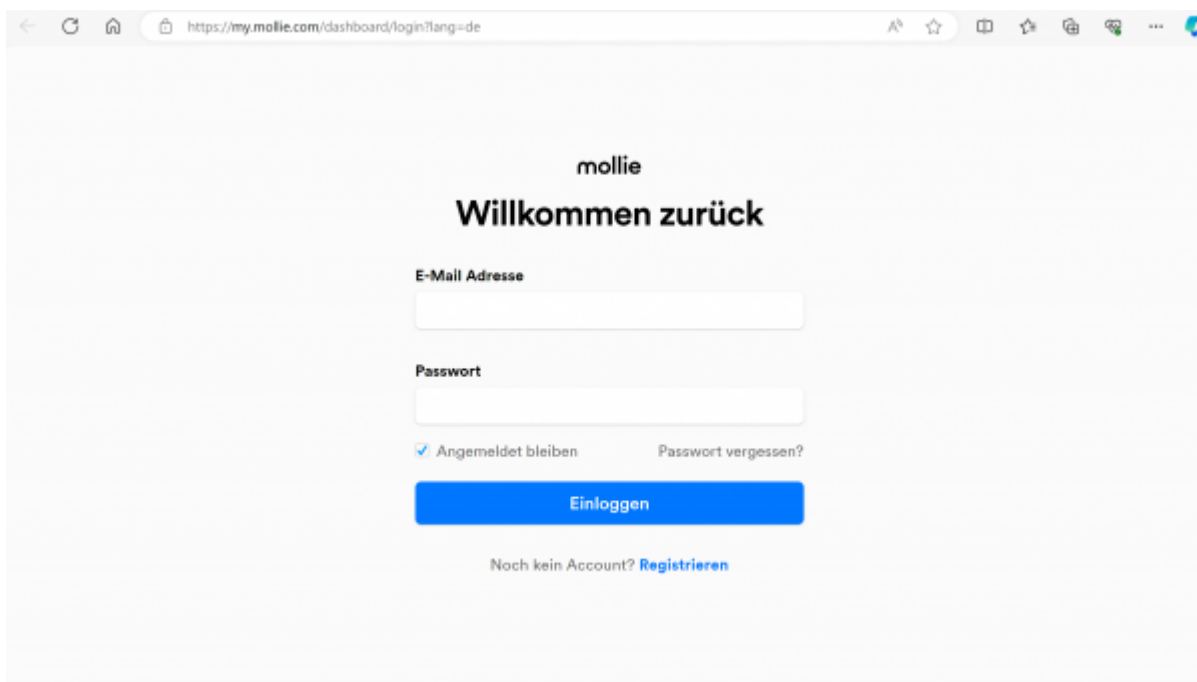 https://my.mollie.com/dashboard/login?lang=de
mollie
Willkommen zurück
E-Mail Adresse
Passwort
Angemeldet bleiben Passwort vergessen?
Einloggen
Noch kein Account? Registrieren